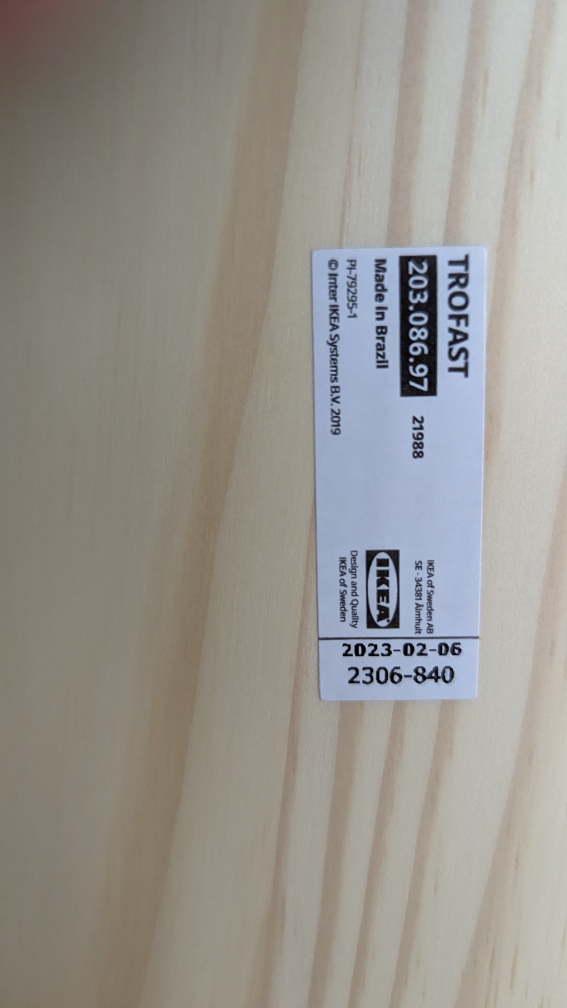 TROFAST
203.086.97 21988
Made in Brazil
PI-79295-1
© Inter IKEA Systems B.V. 2019
IKEA of Sweden AB
SE - 34381 Älmhult
IKEA
Design and Quality
IKEA of Sweden
2023-02-06
2306-840